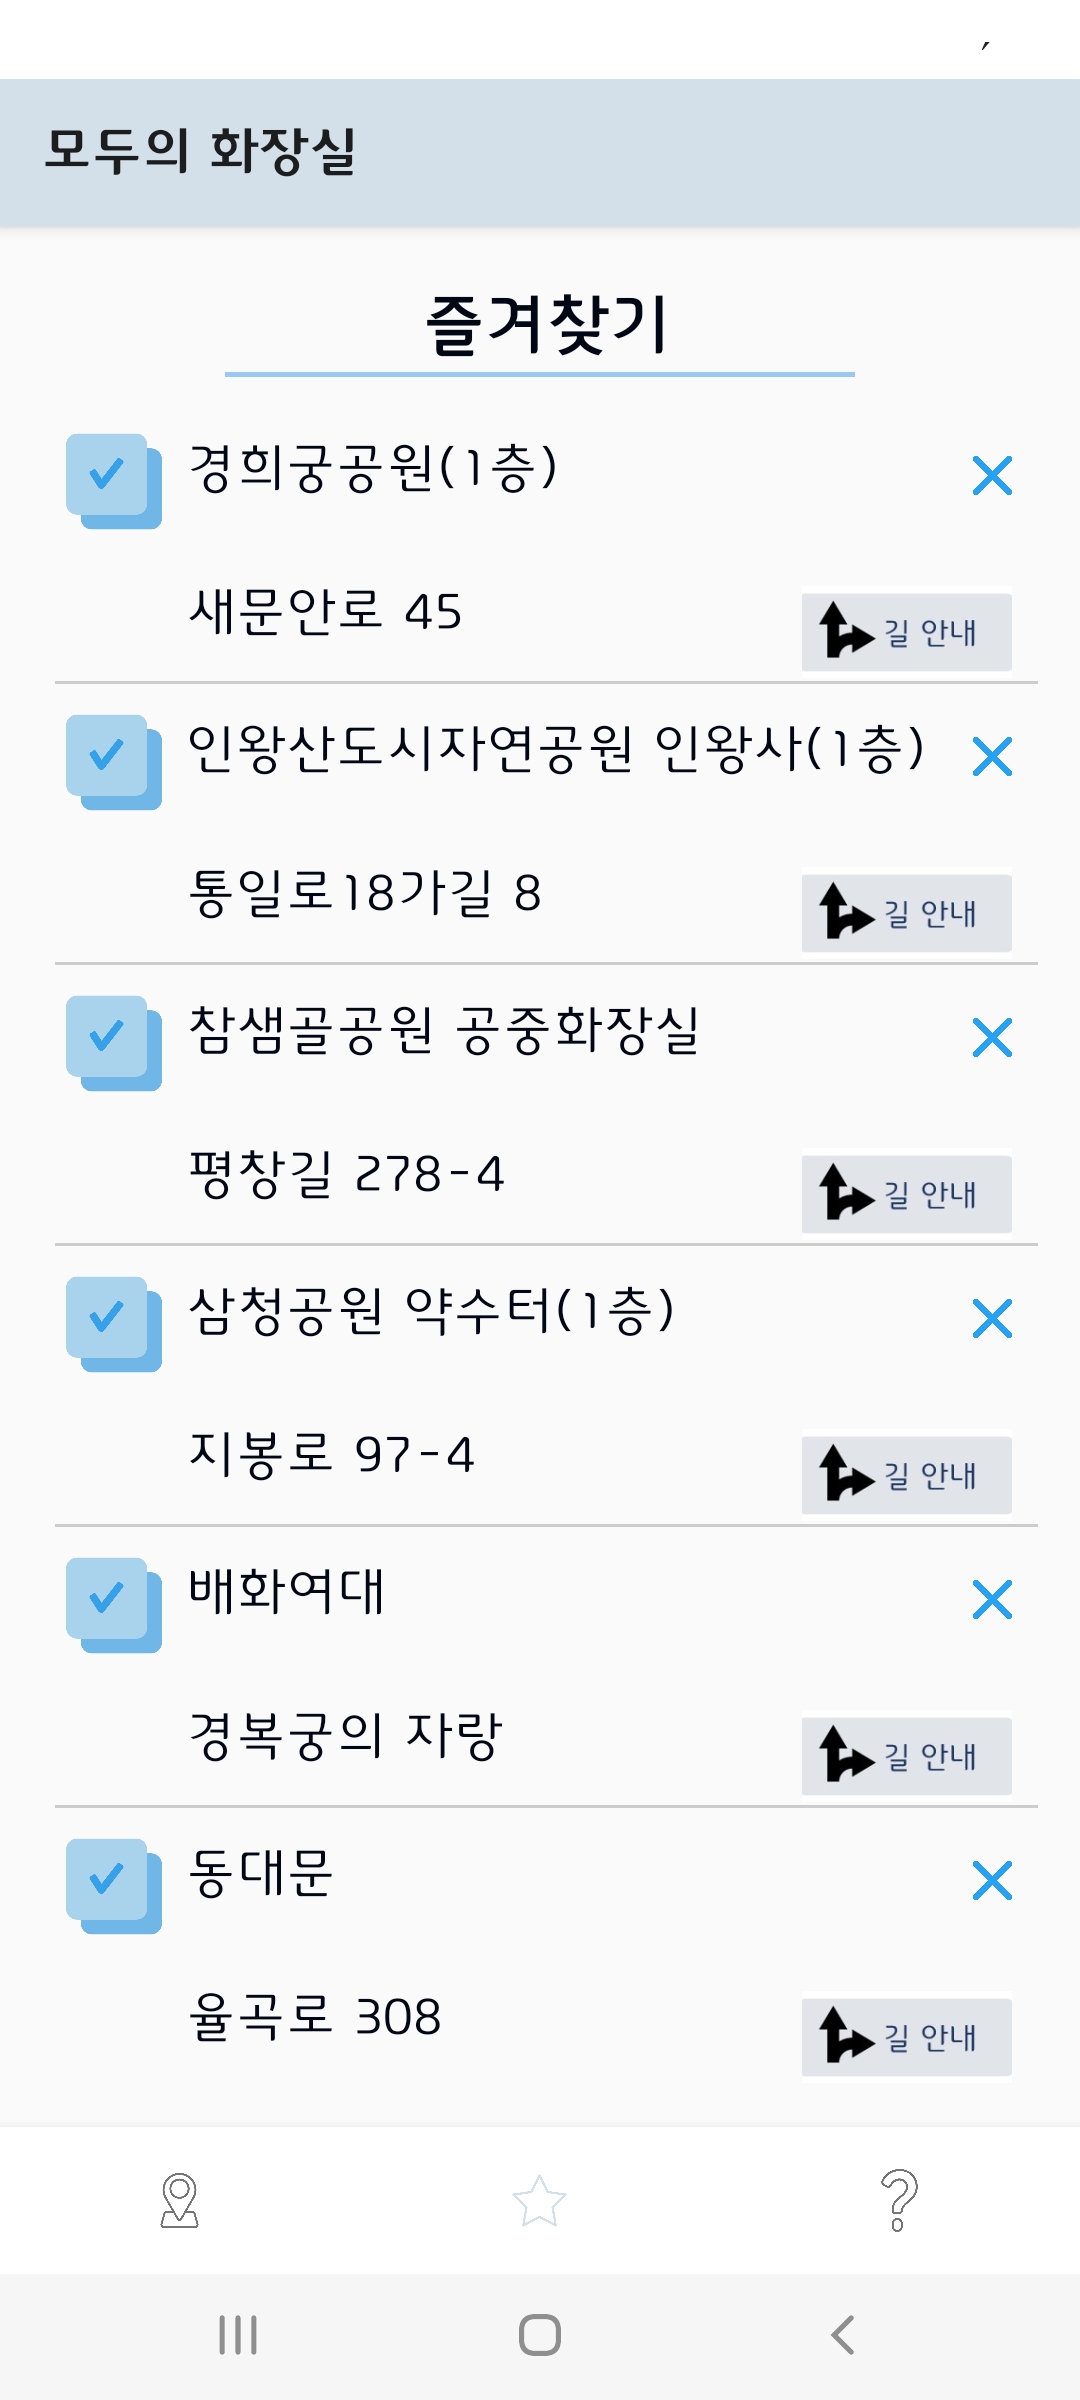 모두의 화장실
즐겨찾기
경희궁공원(1층)
새문안로 45
길 안내
인왕산도시자연공원 인왕사(1층)
통일로18가길 8
길 안내
참샘골공원 공중화장실
평창길 278-4
길 안내
삼청공원 약수터(1층)
지봉로 97-4
길 안내
배화여대
경복궁의 자랑
길 안내
동대문
율곡로 308
길 안내